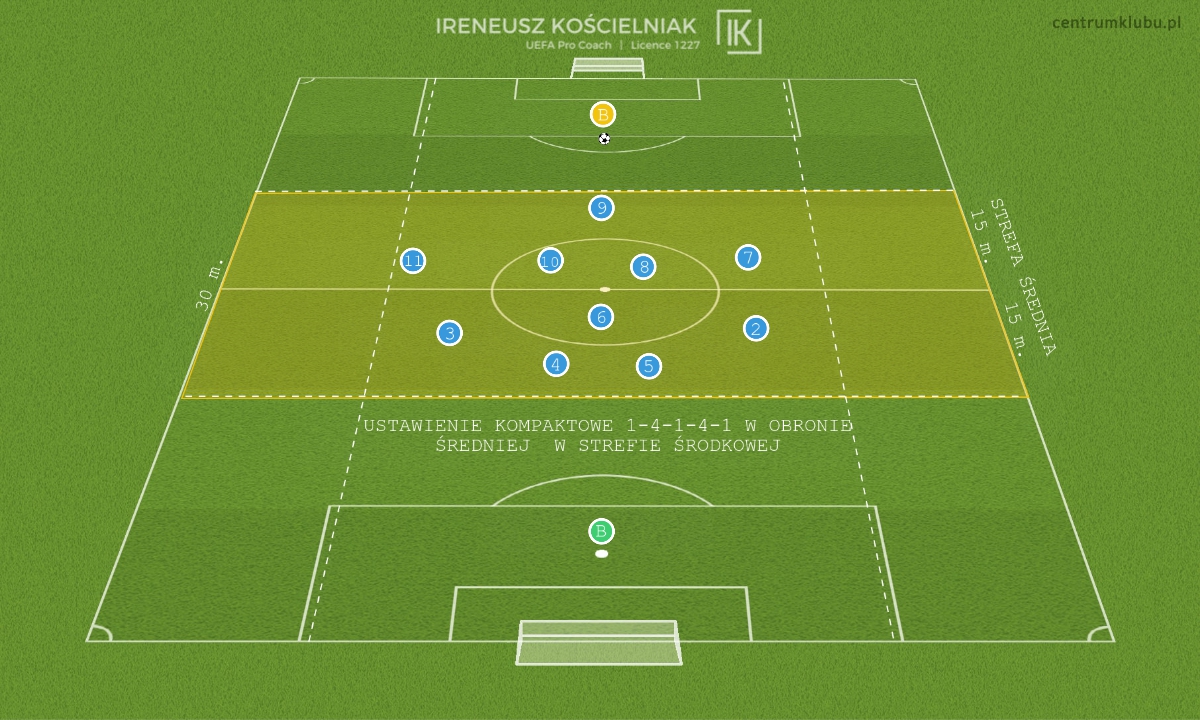 IRENEUSZ KOŚCIELNIAK
UEFA Pro Coach | Licence 1227
IK
centrumklubu.pl
B
9
11
10
8
7
6
3
2
4
5
30 m.
STREFA ŚREDNIA
15 m.
15 m.
USTAWIENIE KOMPAKTOWE 1-4-1-4-1 W OBRONIE
ŚREDNIEJ W STREFIE ŚRODKOWEJ
B